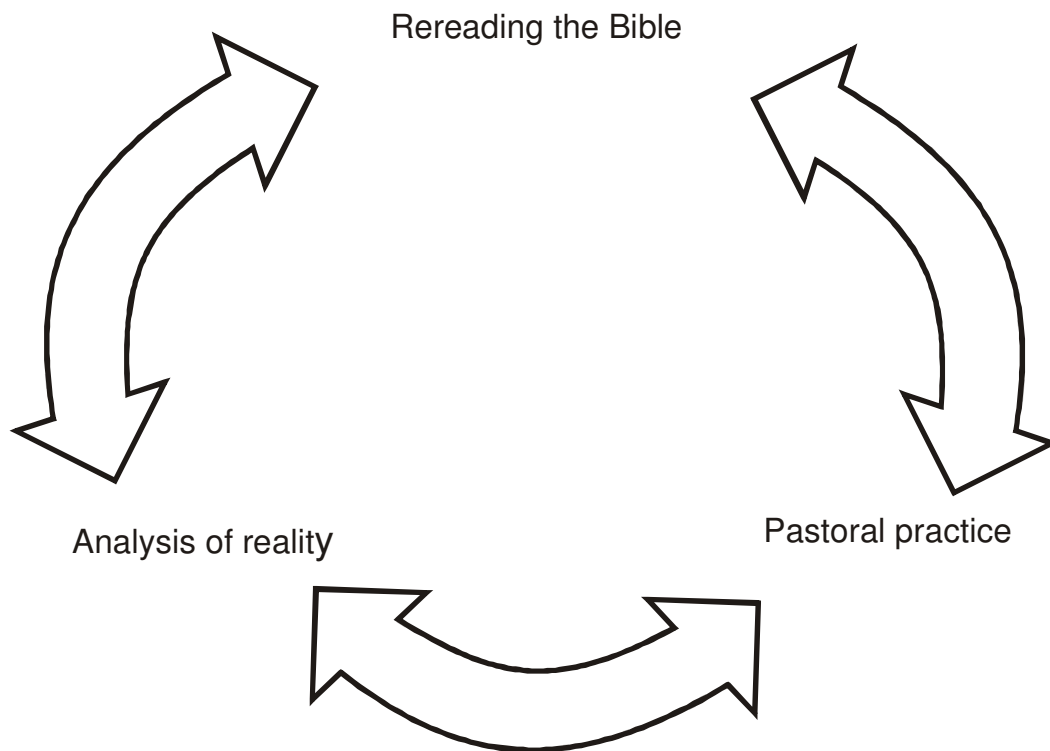 Rereading the Bible
Analysis of reality
Pastoral practice